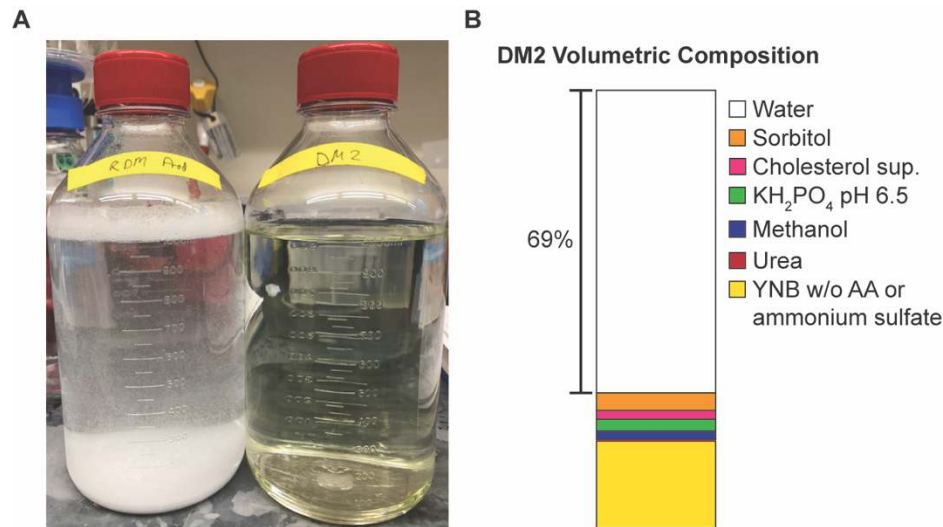 A
B
DM2 Volumetric Composition
RDM Prod
DM2
69%
Water
Sorbitol
Cholesterol sup.
KH₂PO₄ pH 6.5
Methanol
Urea
YNB w/o AA or
ammonium sulfate